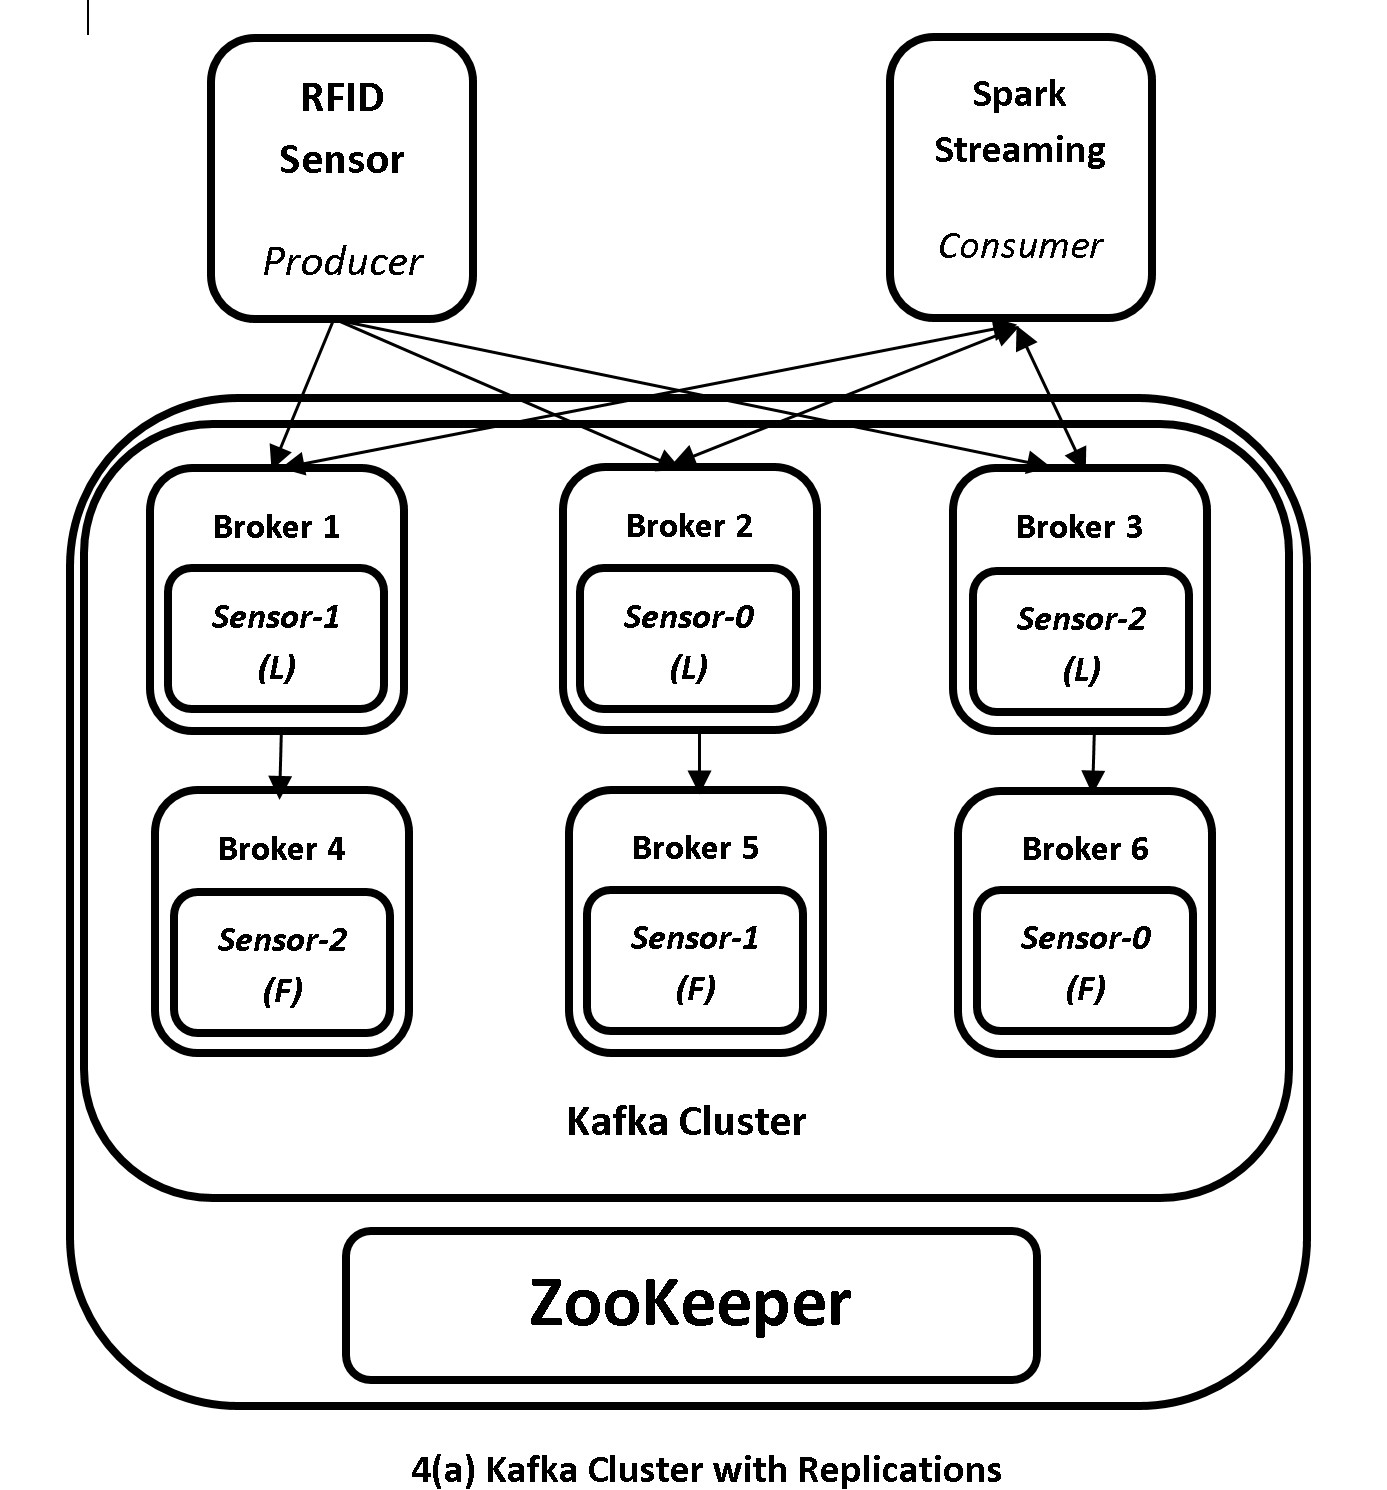 RFID
Sensor
Producer
Spark
Streaming
Consumer
Broker 1
Sensor-1
(L)
Broker 2
Sensor-0
(L)
Broker 3
Sensor-2
(L)
Broker 4
Sensor-2
(F)
Broker 5
Sensor-1
(F)
Broker 6
Sensor-0
(F)
Kafka Cluster
ZooKeeper
4(a) Kafka Cluster with Replications